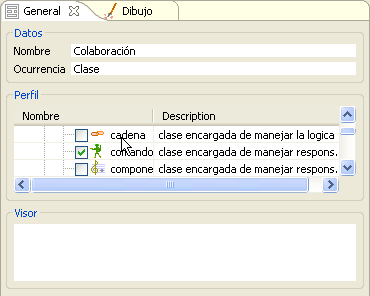 General Dibujo
Datos
Nombre Colaboración
Ocurrencia Clase
Perfil
Nombre Description
cadena clase encargada de manejar la logica
comando clase encargada de manejar respons.
compone clase encargada de manejar respons.
Visor